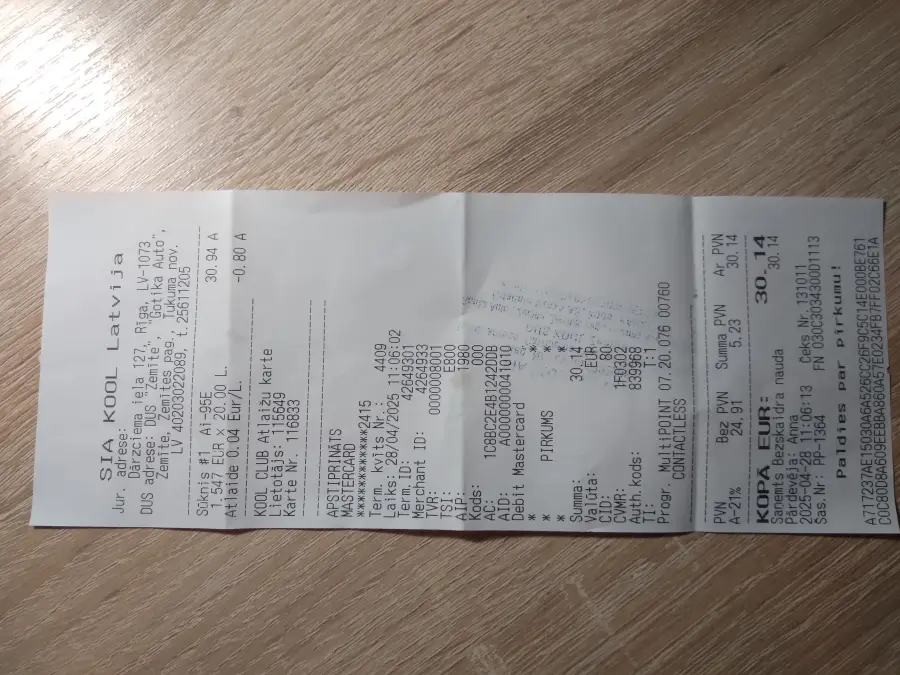 SIA KOOL Latvija
Jur. adrese:
Dārzciema iela 127, Rīga, LV-1073
DUS adrese: DUS "Zemīte", "Gotika Auto",
Zemīte, Zemītes pag., Tukuma nov.
LV 40203022089, t.25611205
Sūknis #1 Ai-95E
1.547 EUR x 20.00 L. 30.94 A
Atlaide 0.04 Eur/L. -0.80 A
KOOL CLUB Atlaižu karte
Lietotājs: 115649
Karte Nr. 116833
APSTIPRINĀTS
MASTERCARD
************2415
Term. kvīts Nr.: 4409
Laiks: 28/04/2025 11:06:02
Term.ID: 42649301
Merchant ID: 4264933
TVR: 0000008001
TSI: E800
AIP: 1980
Kods:
AC: 1C8BC2E4B1242DDB
AID: A0000000041010
Debit Mastercard
* * * * *
* PIRKUMS *
* * * * *
Summa: 30.14
Valūta: EUR
CID: 80
CVMR: 1F0302
Auth.kods: 839968
TI: T:1
Progr. MultiPOINT 07.20.076 00760
CONTACTLESS
PVN Bez PVN Summa PVN Ar PVN
A-21% 24.91 5.23 30.14
KOPĀ EUR: 30.14
Saņemts Bezskaidra nauda 30.14
Pārdevēja: Anna
2025-04-28 11:06:13 Čeks Nr.131011
Sas.Nr.: PP-1364 FN 030C303430001113
Paldies par pirkumu!
A717237AE15030A6A526CC26F9C5C14E000BE761
C0C8008A609EEBBA860A57E0234FB7FF02C66E1A